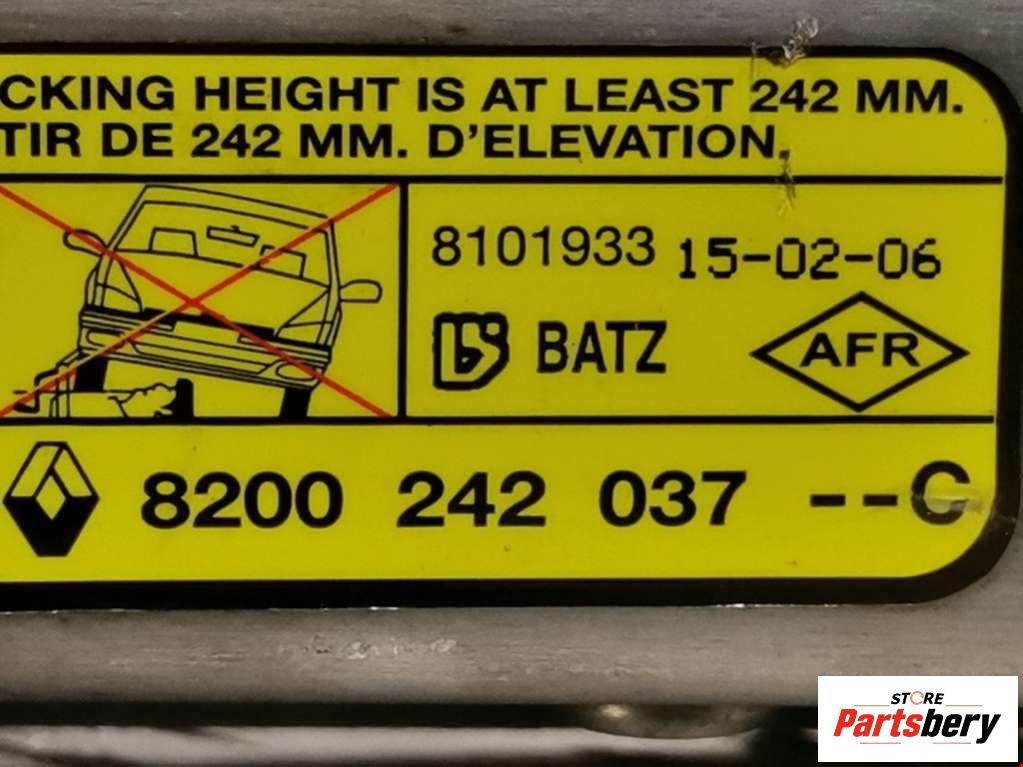 CKING HEIGHT IS AT LEAST 242 MM.
TIR DE 242 MM. D'ELEVATION.
8101933 15-02-06
BATZ
AFR
8200 242 037 --C
STORE
Partsbery